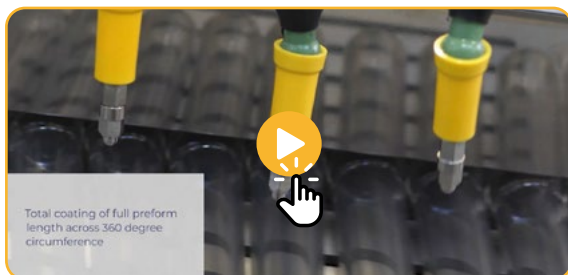 Total coating of full preform
length across 360 degree
circumference